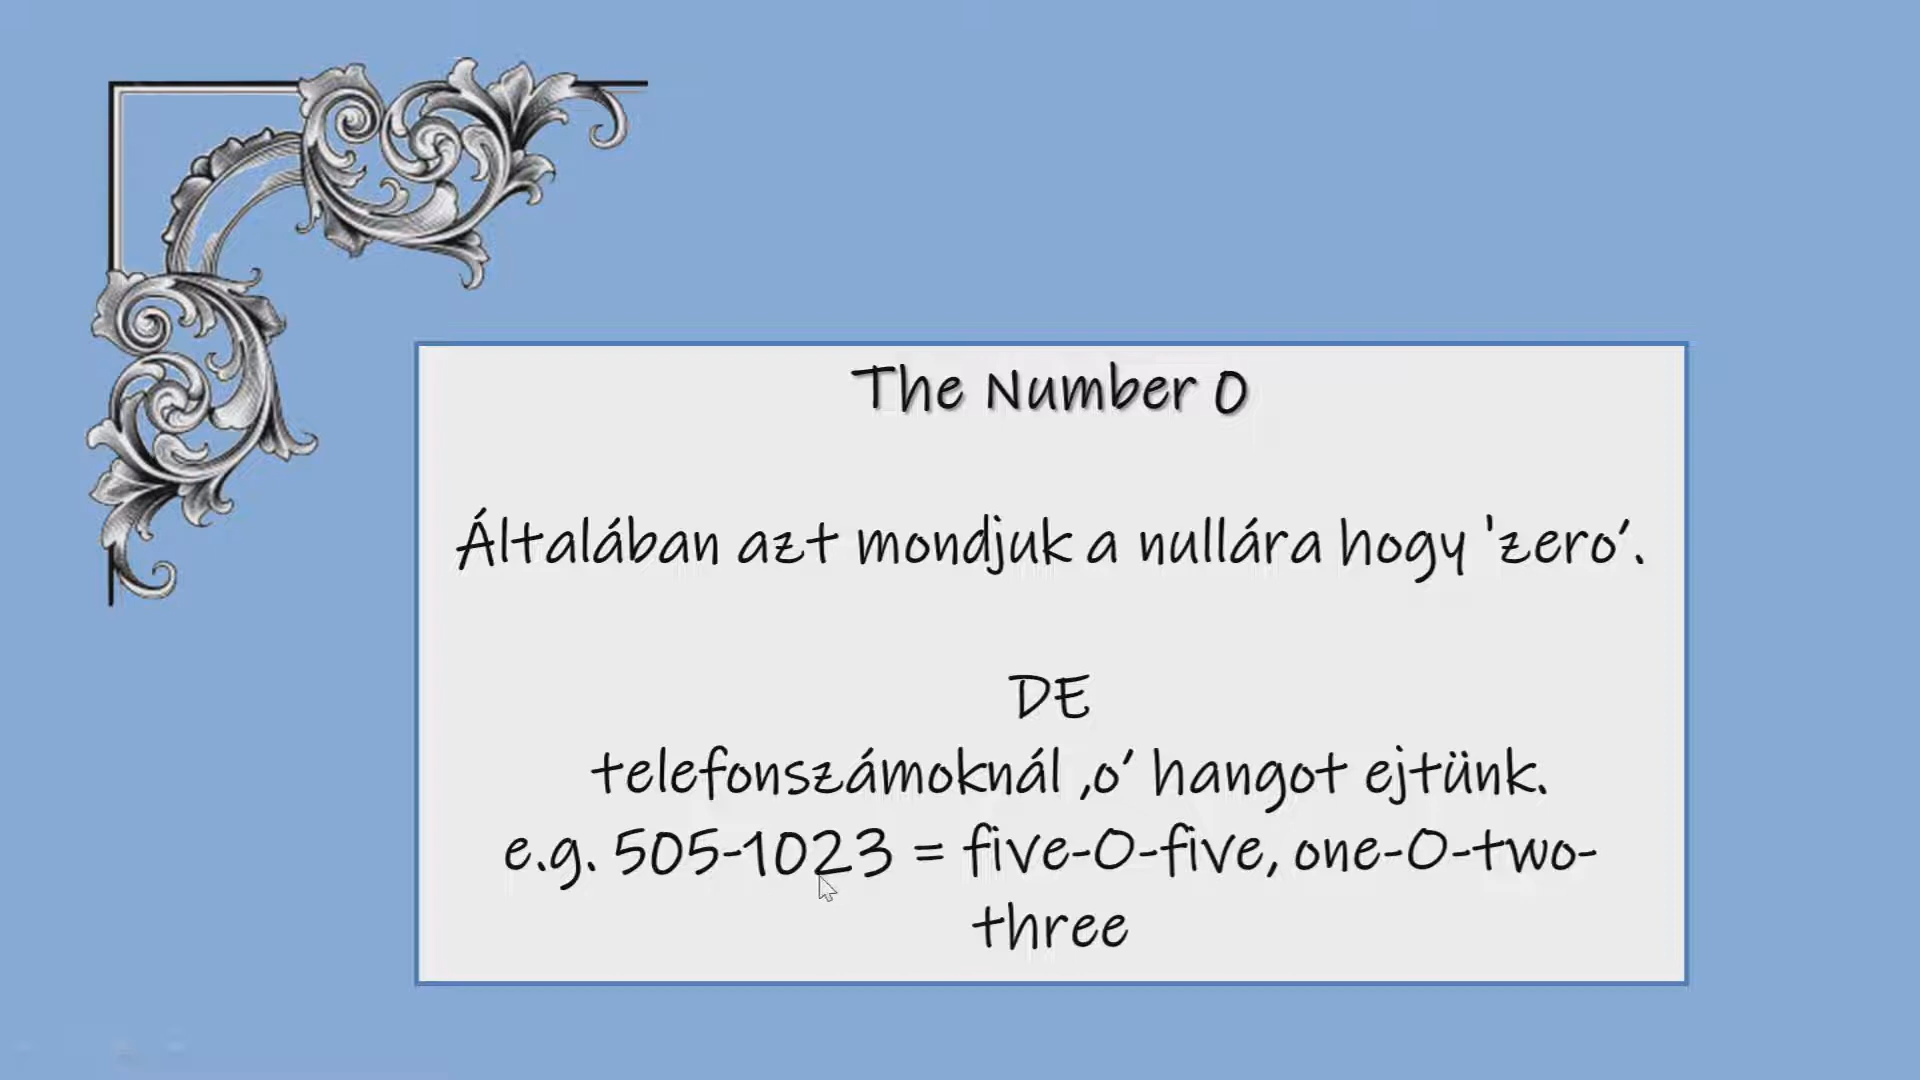 The Number 0
Általában azt mondjuk a nullára hogy 'zero’.
DE
telefonszámoknál ‚o’ hangot ejtünk.
e.g. 505-1023 = five-O-five, one-O-two-
three